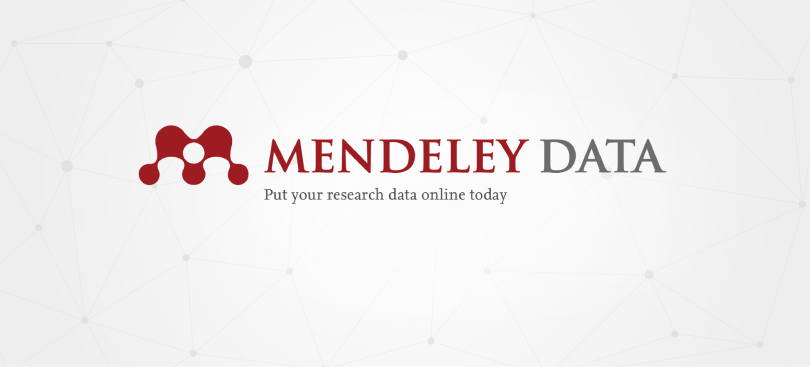 MENDELEY DATA
Put your research data online today